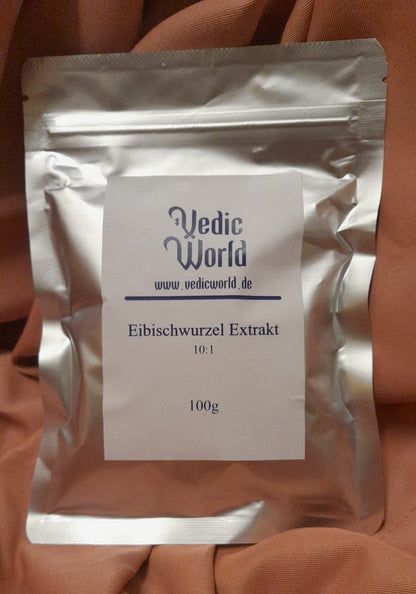 Vedic
World
www.vedicworld.de
Eibischwurzel Extrakt
10:1
100g